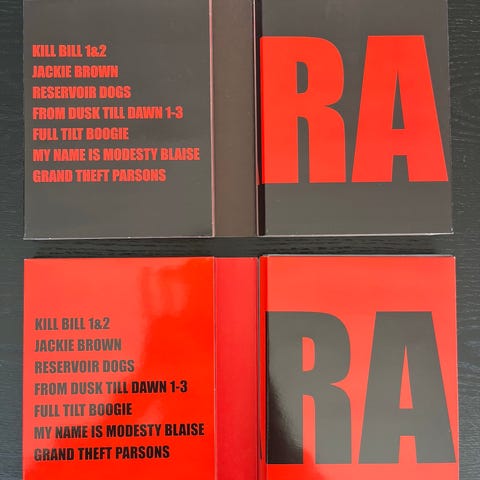 KILL BILL 1&2
JACKIE BROWN
RESERVOIR DOGS
FROM DUSK TILL DAWN 1-3
FULL TILT BOOGIE
MY NAME IS MODESTY BLAISE
GRAND THEFT PARSONS
RA
KILL BILL 1&2
JACKIE BROWN
RESERVOIR DOGS
FROM DUSK TILL DAWN 1-3
FULL TILT BOOGIE
MY NAME IS MODESTY BLAISE
GRAND THEFT PARSONS
RA